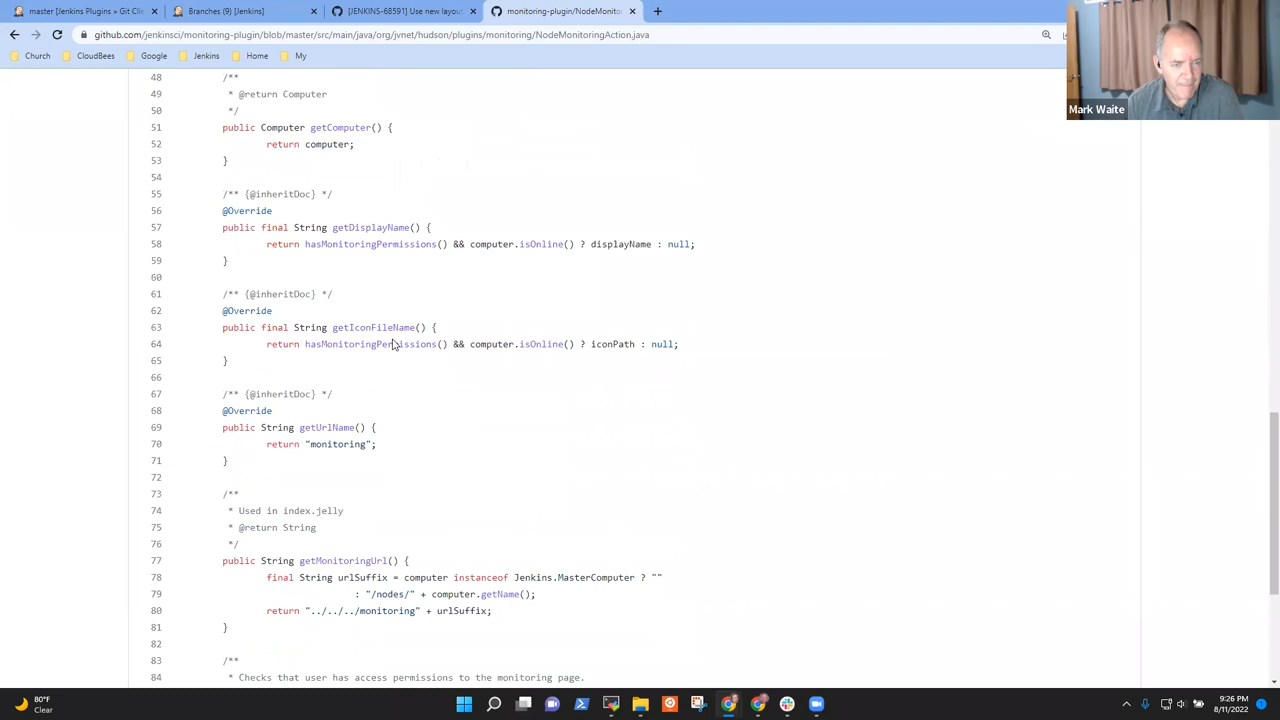 master [Jenkins Plugins » Git Clic
Branches (9) [Jenkins]
[JENKINS-68591] Use new layout
monitoring-plugin/NodeMonitor
github.com/jenkinsci/monitoring-plugin/blob/master/src/main/java/org/jvnet/hudson/plugins/monitoring/NodeMonitoringAction.java
Church CloudBees Google Jenkins Home My
Mark Waite
48 /**
49 * @return Computer
50 */
51 public Computer getComputer() {
52 return computer;
53 }
54
55 /** {@inheritDoc} */
56 @Override
57 public final String getDisplayName() {
58 return hasMonitoringPermissions() && computer.isOnline() ? displayName : null;
59 }
60
61 /** {@inheritDoc} */
62 @Override
63 public final String getIconFileName() {
64 return hasMonitoringPermissions() && computer.isOnline() ? iconPath : null;
65 }
66
67 /** {@inheritDoc} */
68 @Override
69 public String getUrlName() {
70 return "monitoring";
71 }
72
73 /**
74 * Used in index.jelly
75 * @return String
76 */
77 public String getMonitoringUrl() {
78 final String urlSuffix = computer instanceof Jenkins.MasterComputer ? ""
79 : "/nodes/" + computer.getName();
80 return "../../../monitoring" + urlSuffix;
81 }
82
83 /**
84 * Checks that user has access permissions to the monitoring page.
80°F
Clear
9:26 PM
8/11/2022